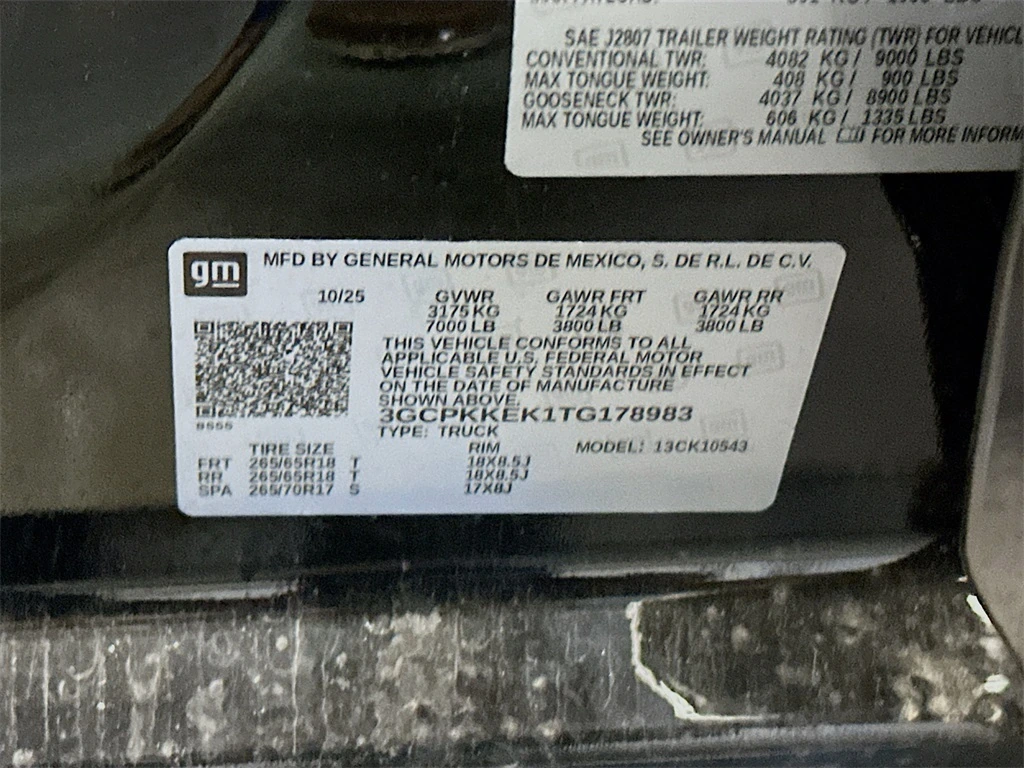 SAE J2807 TRAILER WEIGHT RATING (TWR) FOR
CONVENTIONAL TWR: 4082 KG / 9000 LBS
MAX TONGUE WEIGHT: 408 KG / 900 LBS
GOOSENECK TWR: 4037 KG / 8900 LBS
MAX TONGUE WEIGHT: 606 KG / 1335 LBS
SEE OWNER'S MANUAL FOR MORE
gm MFD BY GENERAL MOTORS DE MEXICO, S. DE R.L. DE C.V.
10/25 GVWR GAWR FRT GAWR RR
3175 KG 1724 KG 1724 KG
7000 LB 3800 LB 3800 LB
THIS VEHICLE CONFORMS TO ALL
APPLICABLE U.S. FEDERAL MOTOR
VEHICLE SAFETY STANDARDS IN EFFECT
ON THE DATE OF MANUFACTURE
SHOWN ABOVE.
3GCPKKEK1TG178983
TYPE: TRUCK MODEL: 13CK10543
TIRE SIZE RIM
FRT 265/65R18 T 18X8.5J
RR 265/65R18 T 18X8.5J
SPA 265/70R17 S 17X8J